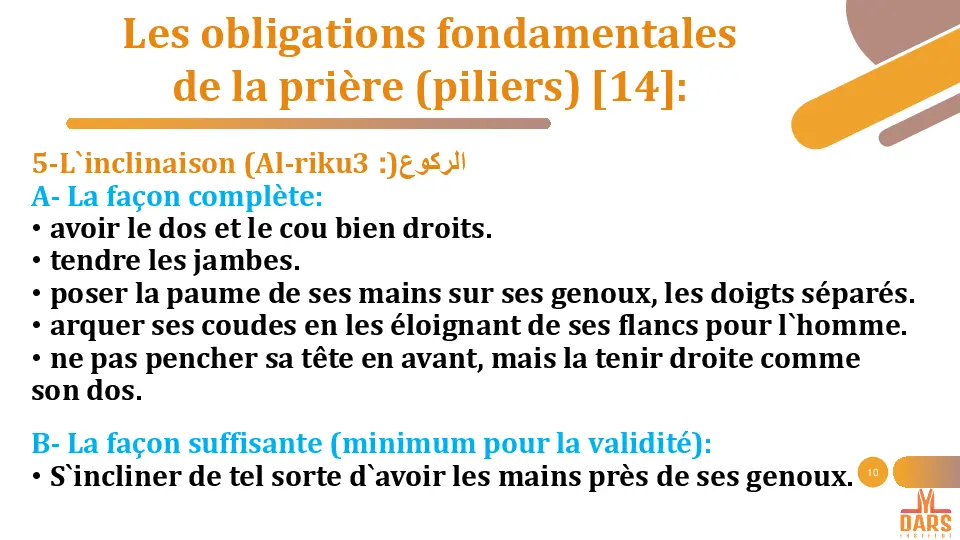 Les obligations fondamentales
de la prière (piliers) [14]:
5-L`inclinaison (Al-riku3 :)الركوع
A- La façon complète:
• avoir le dos et le cou bien droits.
• tendre les jambes.
• poser la paume de ses mains sur ses genoux, les doigts séparés.
• arquer ses coudes en les éloignant de ses flancs pour l`homme.
• ne pas pencher sa tête en avant, mais la tenir droite comme
son dos.
B- La façon suffisante (minimum pour la validité):
• S`incliner de tel sorte d`avoir les mains près de ses genoux.
10
DARS
INSTITUT